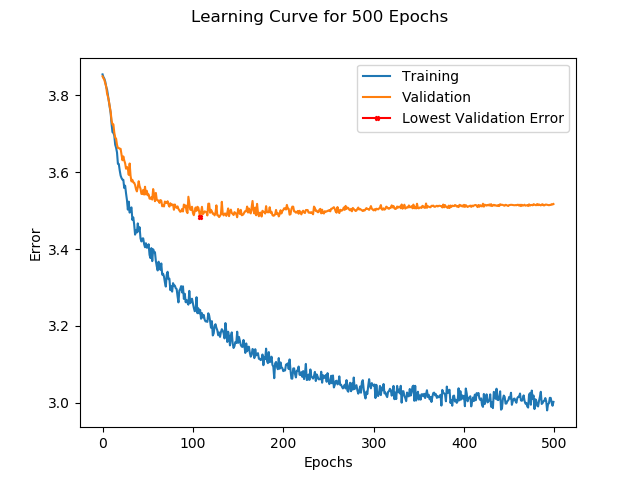 Learning Curve for 500 Epochs
Training
Validation
Lowest Validation Error
3.8
3.6
3.4
3.2
3.0
Error
0 100 200 300 400 500
Epochs